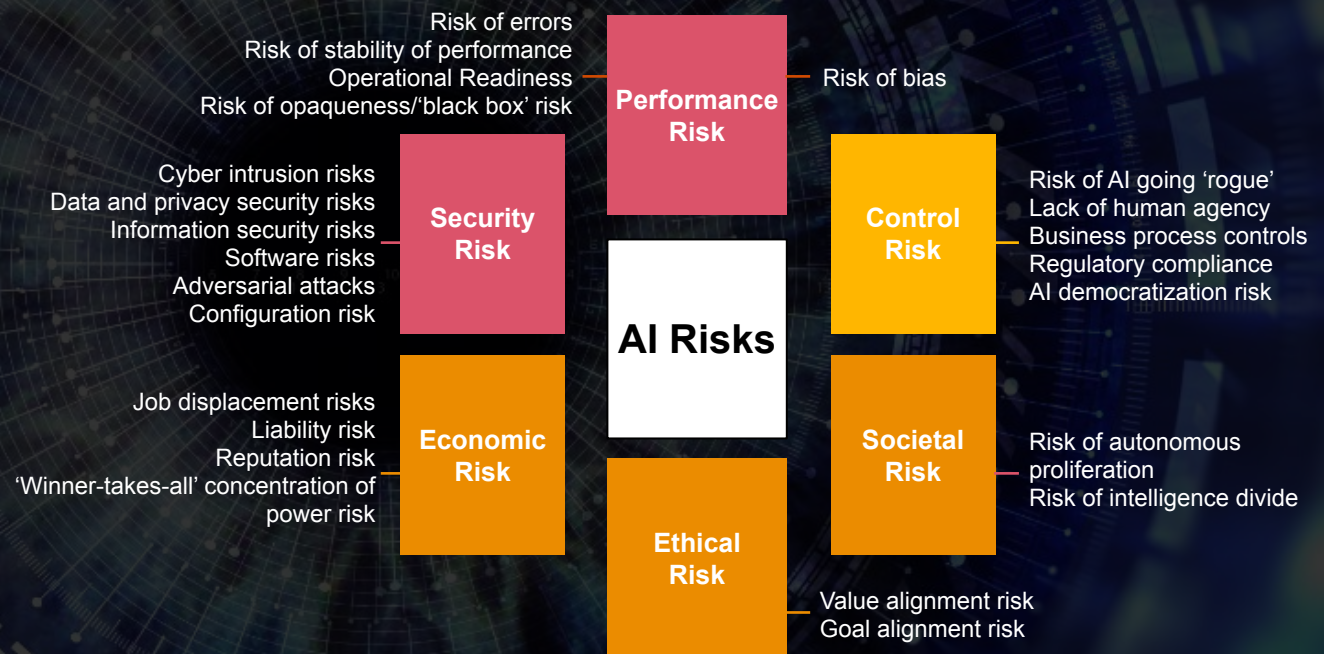 Risk of errors
Risk of stability of performance
Operational Readiness
Risk of opaqueness/‘black box’ risk
Performance
Risk
Risk of bias
Cyber intrusion risks
Data and privacy security risks
Information security risks
Software risks
Adversarial attacks
Configuration risk
Security
Risk
Control
Risk
Risk of AI going ‘rogue’
Lack of human agency
Business process controls
Regulatory compliance
AI democratization risk
AI Risks
Job displacement risks
Liability risk
Reputation risk
‘Winner-takes-all’ concentration of
power risk
Economic
Risk
Societal
Risk
Risk of autonomous
proliferation
Risk of intelligence divide
Ethical
Risk
Value alignment risk
Goal alignment risk